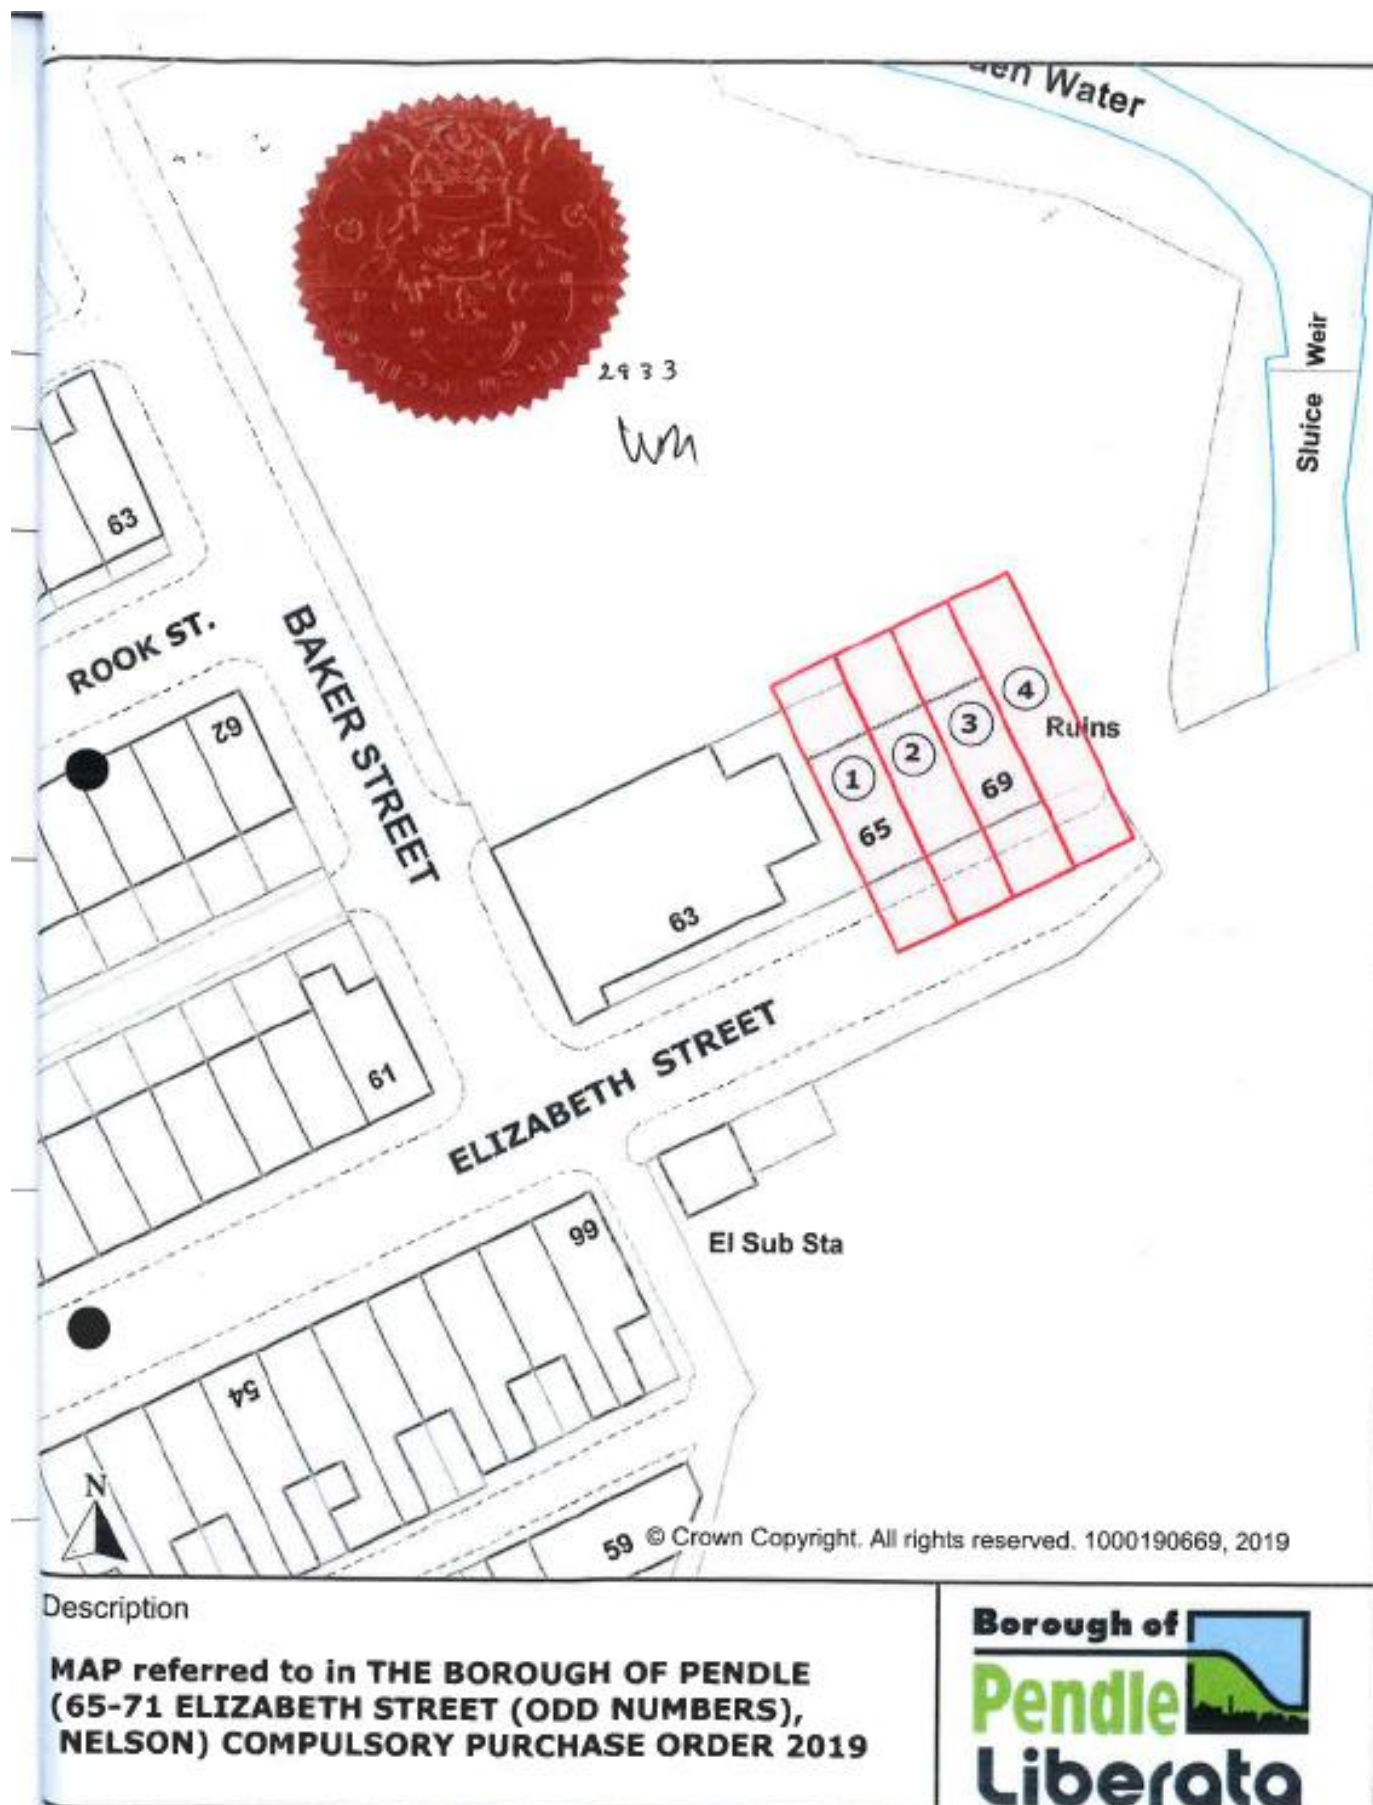 Water
Weir
Sluice
2933
63
ROOK ST.
BAKER STREET
62
1
2
3
4
Ruins
65
69
63
61
ELIZABETH STREET
El Sub Sta
66
54
N
59
© Crown Copyright. All rights reserved. 1000190669, 2019
Description
MAP referred to in THE BOROUGH OF PENDLE
(65-71 ELIZABETH STREET (ODD NUMBERS),
NELSON) COMPULSORY PURCHASE ORDER 2019
Borough of
Pendle
Liberata